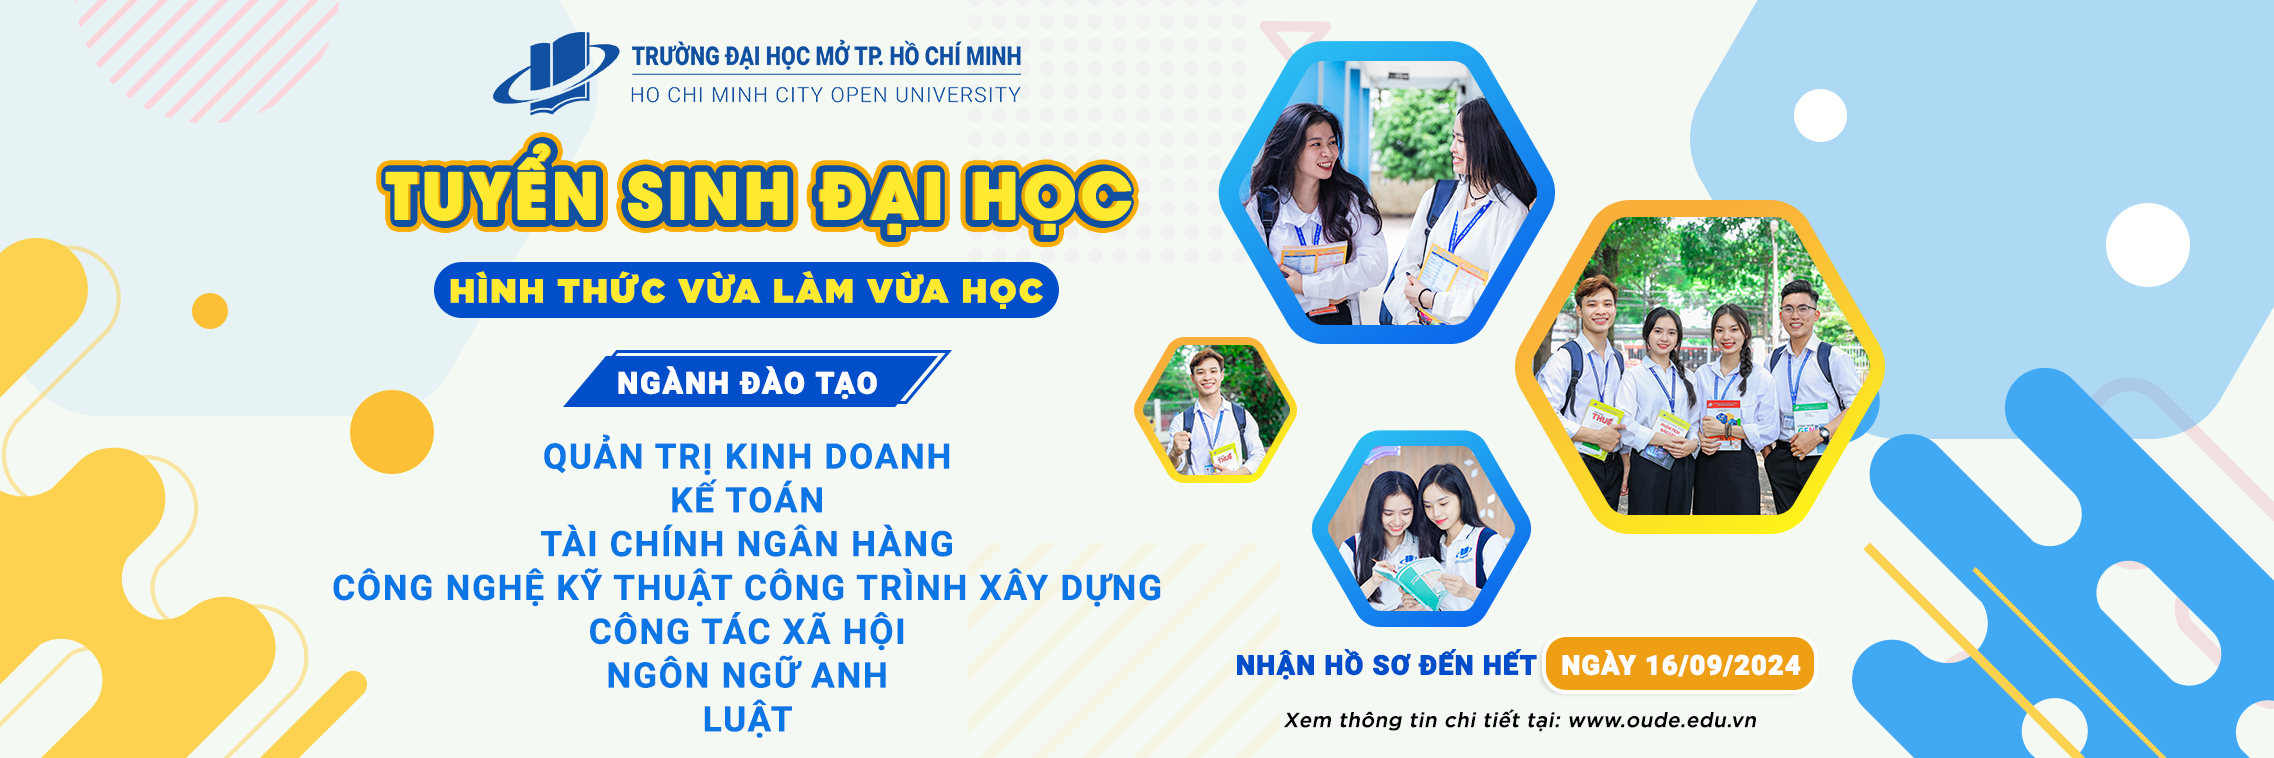 TRƯỜNG ĐẠI HỌC MỞ TP. HỒ CHÍ MINH
HO CHI MINH CITY OPEN UNIVERSITY
TUYỂN SINH ĐẠI HỌC
HÌNH THỨC VỪA LÀM VỪA HỌC
NGÀNH ĐÀO TẠO
QUẢN TRỊ KINH DOANH
KẾ TOÁN
TÀI CHÍNH NGÂN HÀNG
CÔNG NGHỆ KỸ THUẬT CÔNG TRÌNH XÂY DỰNG
CÔNG TÁC XÃ HỘI
NGÔN NGỮ ANH
LUẬT
THUẾ
THUẾ
NHẬN HỒ SƠ ĐẾN HẾT NGÀY 16/09/2024
Xem thông tin chi tiết tại: www.oude.edu.vn